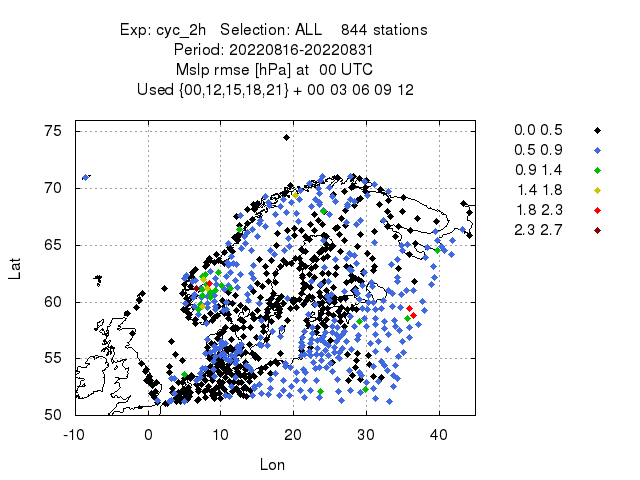 Exp: cyc_2h   Selection: ALL    844 stations
Period: 20220816-20220831
Mslp rmse [hPa] at  00 UTC
Used {00,12,15,18,21} + 00 03 06 09 12
75
70
65
60
55
50
-10 0 10 20 30 40
Lat
Lon
0.0 0.5
0.5 0.9
0.9 1.4
1.4 1.8
1.8 2.3
2.3 2.7